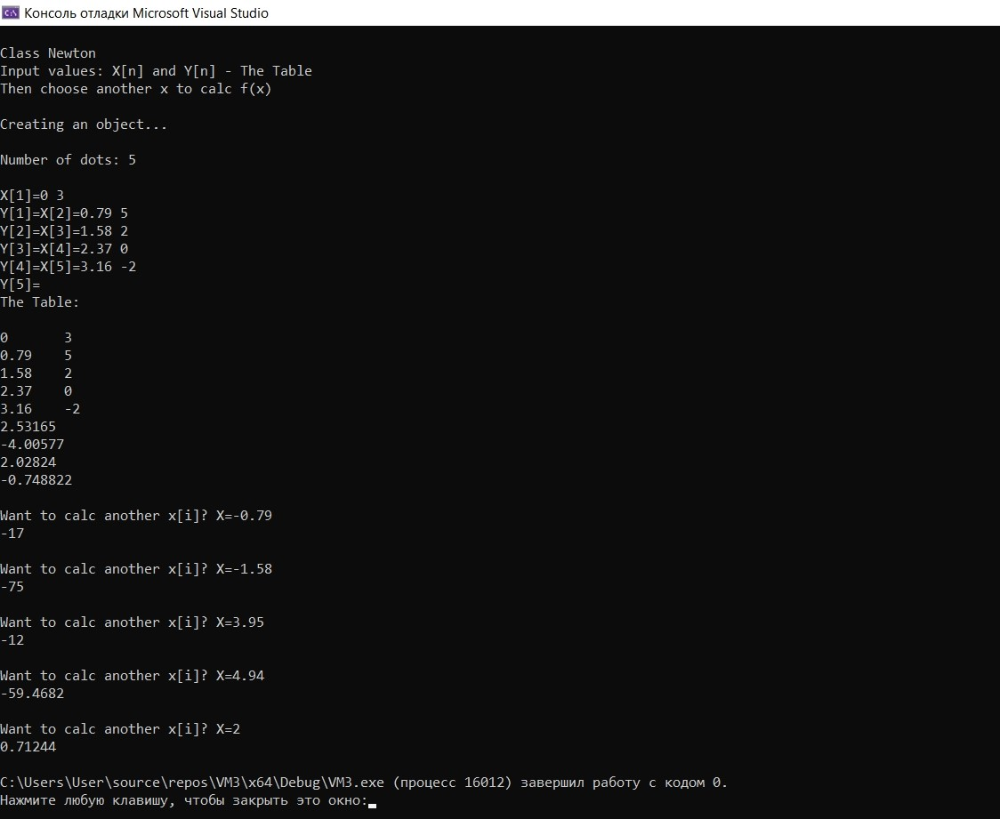 Консоль отладки Microsoft Visual Studio
Class Newton
Input values: X[n] and Y[n] - The Table
Then choose another x to calc f(x)
Creating an object...
Number of dots: 5
X[1]=0 3
Y[1]=X[2]=0.79 5
Y[2]=X[3]=1.58 2
Y[3]=X[4]=2.37 0
Y[4]=X[5]=3.16 -2
Y[5]=
The Table:
0 3
0.79 5
1.58 2
2.37 0
3.16 -2
2.53165
-4.00577
2.02824
-0.748822
Want to calc another x[i]? X=-0.79
-17
Want to calc another x[i]? X=-1.58
-75
Want to calc another x[i]? X=3.95
-12
Want to calc another x[i]? X=4.94
-59.4682
Want to calc another x[i]? X=2
0.71244
C:\Users\User\source\repos\VM3\x64\Debug\VM3.exe (процесс 16012) завершил работу с кодом 0.
Нажмите любую клавишу, чтобы закрыть это окно: